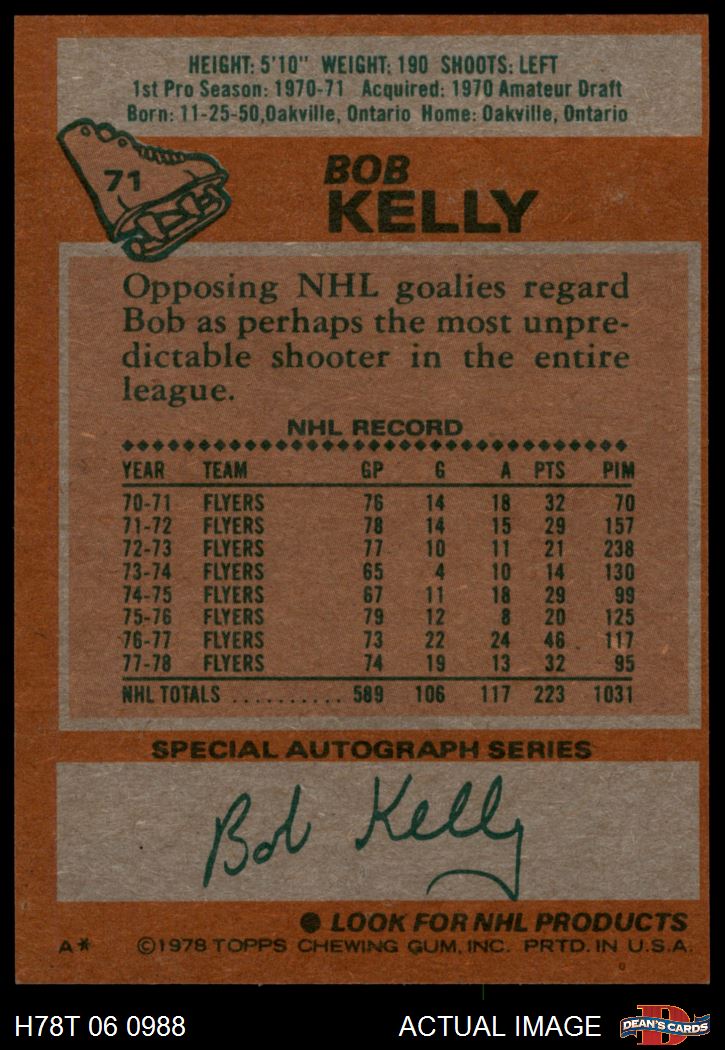 HEIGHT: 5'10" WEIGHT: 190 SHOOTS: LEFT
1st Pro Season: 1970-71 Acquired: 1970 Amateur Draft
Born: 11-25-50, Oakville, Ontario Home: Oakville, Ontario
71
BOB
KELLY
Opposing NHL goalies regard
Bob as perhaps the most unpre-
dictable shooter in the entire
league.
NHL RECORD
YEAR TEAM GP G A PTS PIM
70-71 FLYERS 76 14 18 32 70
71-72 FLYERS 78 14 15 29 157
72-73 FLYERS 77 10 11 21 238
73-74 FLYERS 65 4 10 14 130
74-75 FLYERS 67 11 18 29 99
75-76 FLYERS 79 12 8 20 125
76-77 FLYERS 73 22 24 46 117
77-78 FLYERS 74 19 13 32 95
NHL TOTALS .......... 589 106 117 223 1031
SPECIAL AUTOGRAPH SERIES
Bob Kelly
● LOOK FOR NHL PRODUCTS
A* ©1978 TOPPS CHEWING GUM, INC. PRTD. IN U.S.A.
H78T 06 0988 ACTUAL IMAGE D DEAN'S CARDS